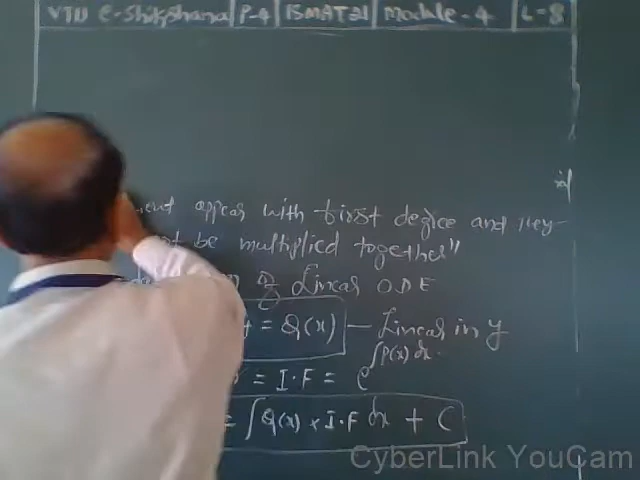 VTU e-Shikshana P-4 15MAT21 Module-4 L-8
appear with first degree and they
be multiplied together"
of Linear O.D.E
= Q(x) — Linear in y
= I.F = e^∫P(x)dx
= ∫Q(x) × I.F dx + C
CyberLink YouCam